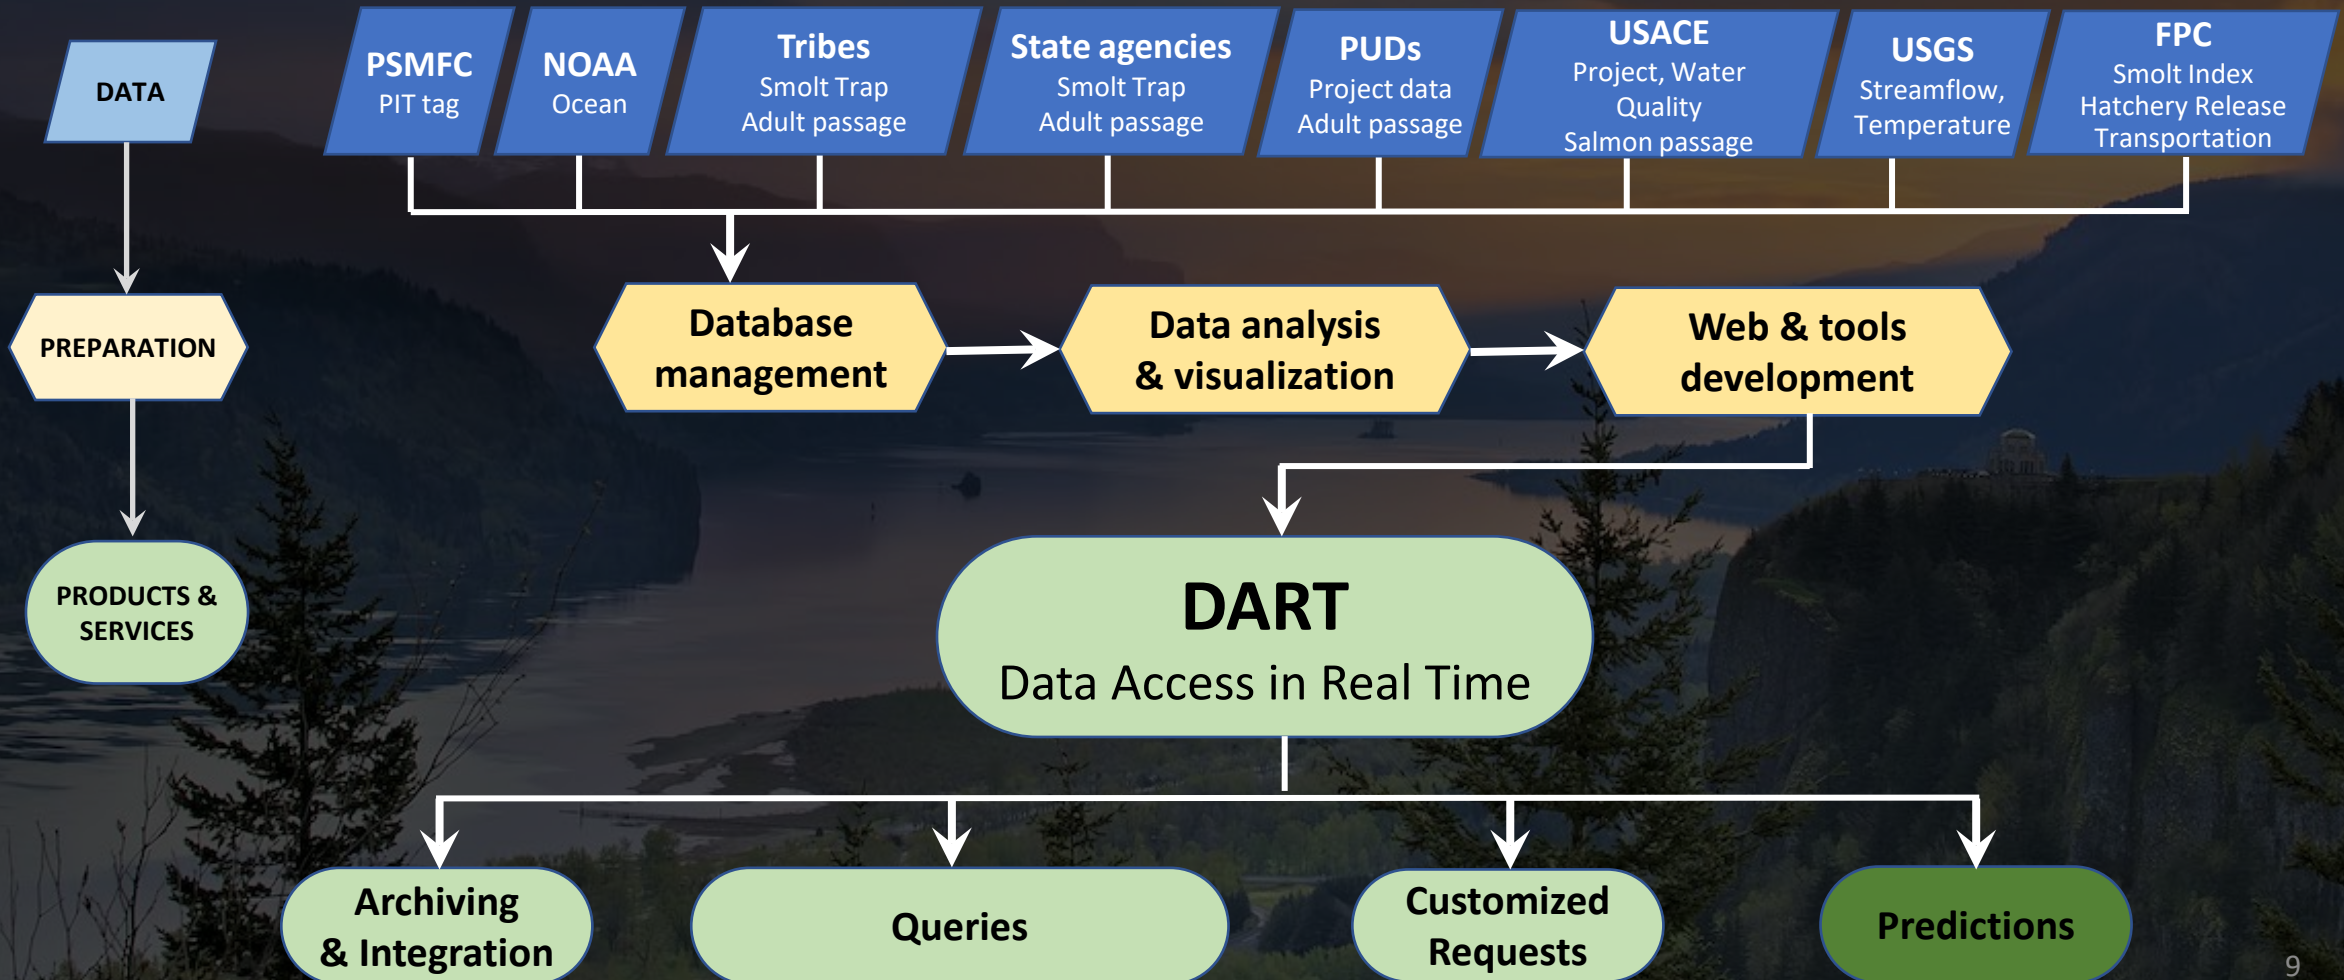 DATA
PSMFC
PIT tag
NOAA
Ocean
Tribes
Smolt Trap
Adult passage
State agencies
Smolt Trap
Adult passage
PUDs
Project data
Adult passage
USACE
Project, Water
Quality
Salmon passage
USGS
Streamflow,
Temperature
FPC
Smolt Index
Hatchery Release
Transportation
PREPARATION
Database
management
Data analysis
& visualization
Web & tools
development
PRODUCTS &
SERVICES
DART
Data Access in Real Time
Archiving
& Integration
Queries
Customized
Requests
Predictions
9